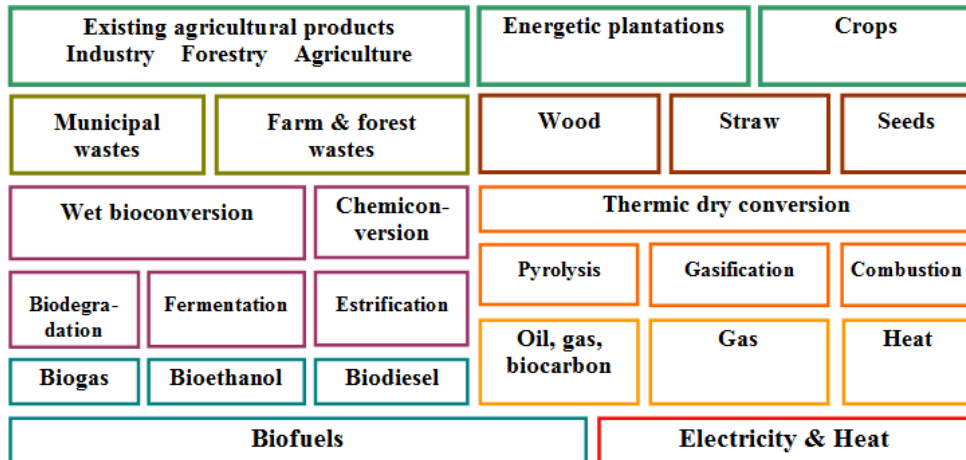 Existing agricultural products
Industry Forestry Agriculture
Energetic plantations
Crops
Municipal
wastes
Farm & forest
wastes
Wood
Straw
Seeds
Wet bioconversion
Chemicon-
version
Thermic dry conversion
Pyrolysis
Gasification
Combustion
Biodegra-
dation
Fermentation
Estrification
Oil, gas,
biocarbon
Gas
Heat
Biogas
Bioethanol
Biodiesel
Biofuels
Electricity & Heat